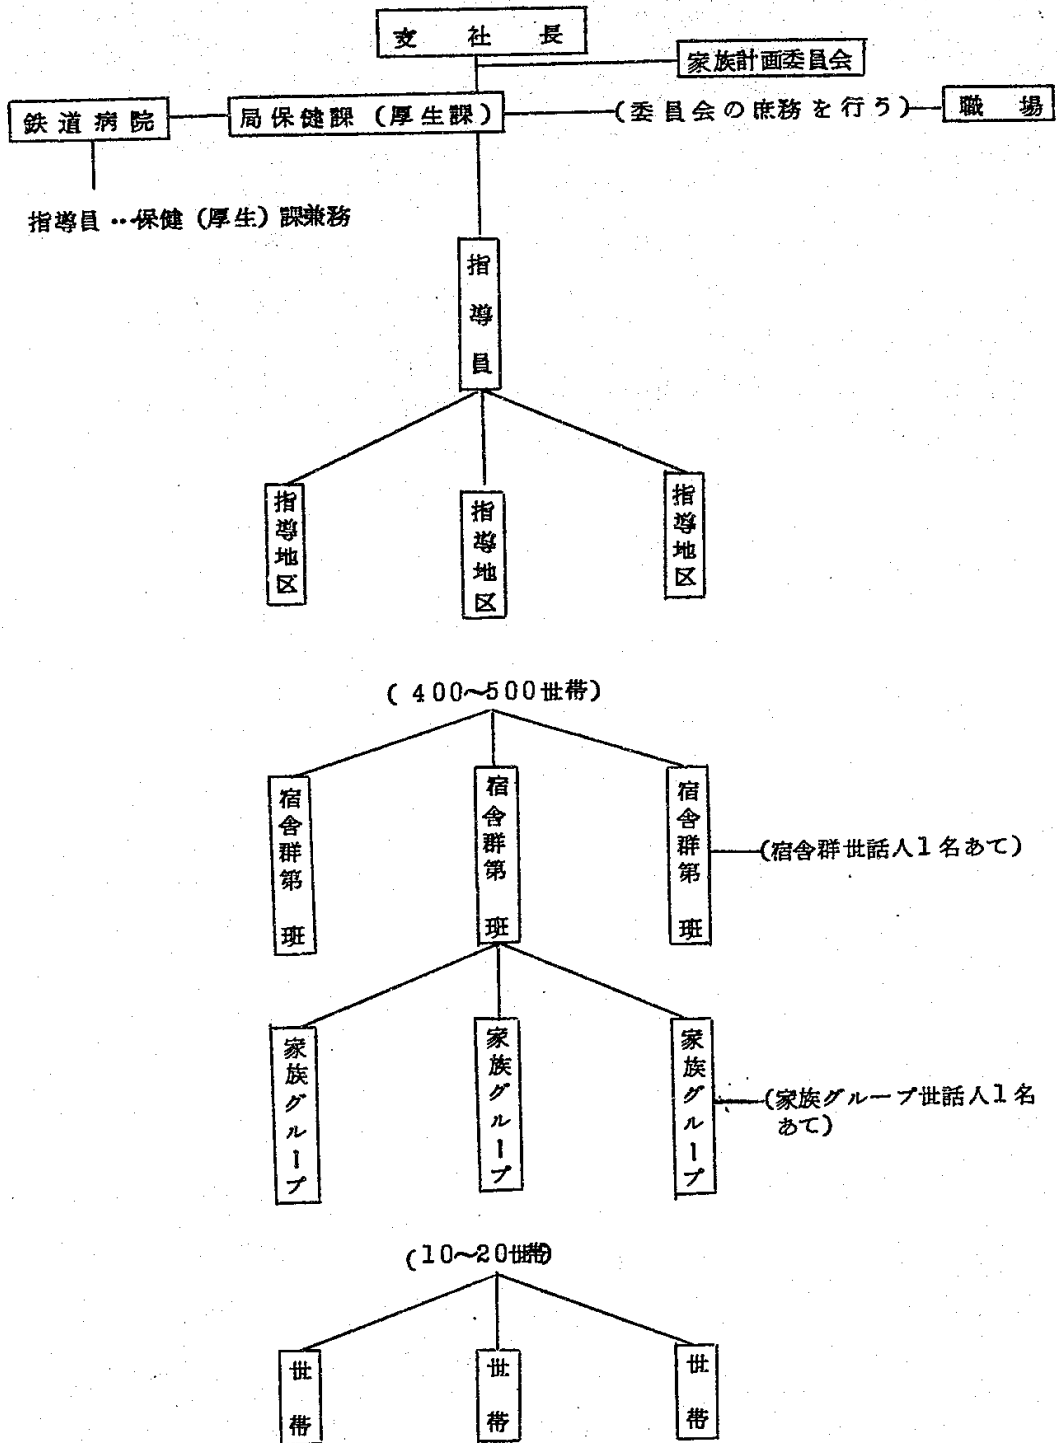 支社長
家族計画委員会
鉄道病院
局保健課(厚生課)
(委員会の庶務を行う)
職場
指導員…保健(厚生)課兼務
指導員
指導地区
指導地区
指導地区
(400~500世帯)
宿舎群第 班
宿舎群第 班
宿舎群第 班
(宿舎群世話人1名あて)
家族グループ
家族グループ
家族グループ
(家族グループ世話人1名
あて)
(10~20世帯)
世帯
世帯
世帯